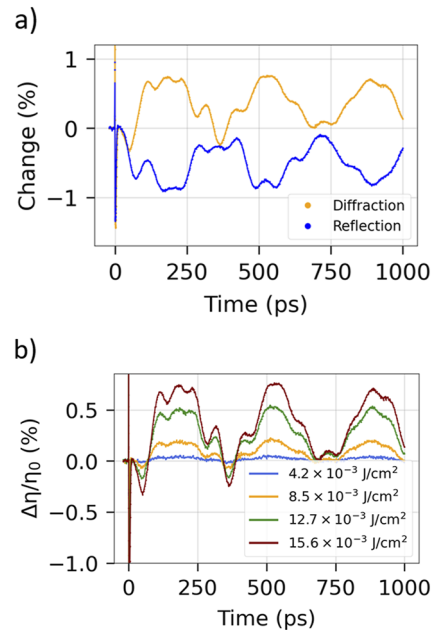 a)
1
0
−1
Change (%)
Diffraction
Reflection
0 250 500 750 1000
Time (ps)
b)
0.5
0.0
−0.5
−1.0
Δη/η₀ (%)
4.2 × 10⁻³ J/cm²
8.5 × 10⁻³ J/cm²
12.7 × 10⁻³ J/cm²
15.6 × 10⁻³ J/cm²
0 250 500 750 1000
Time (ps)